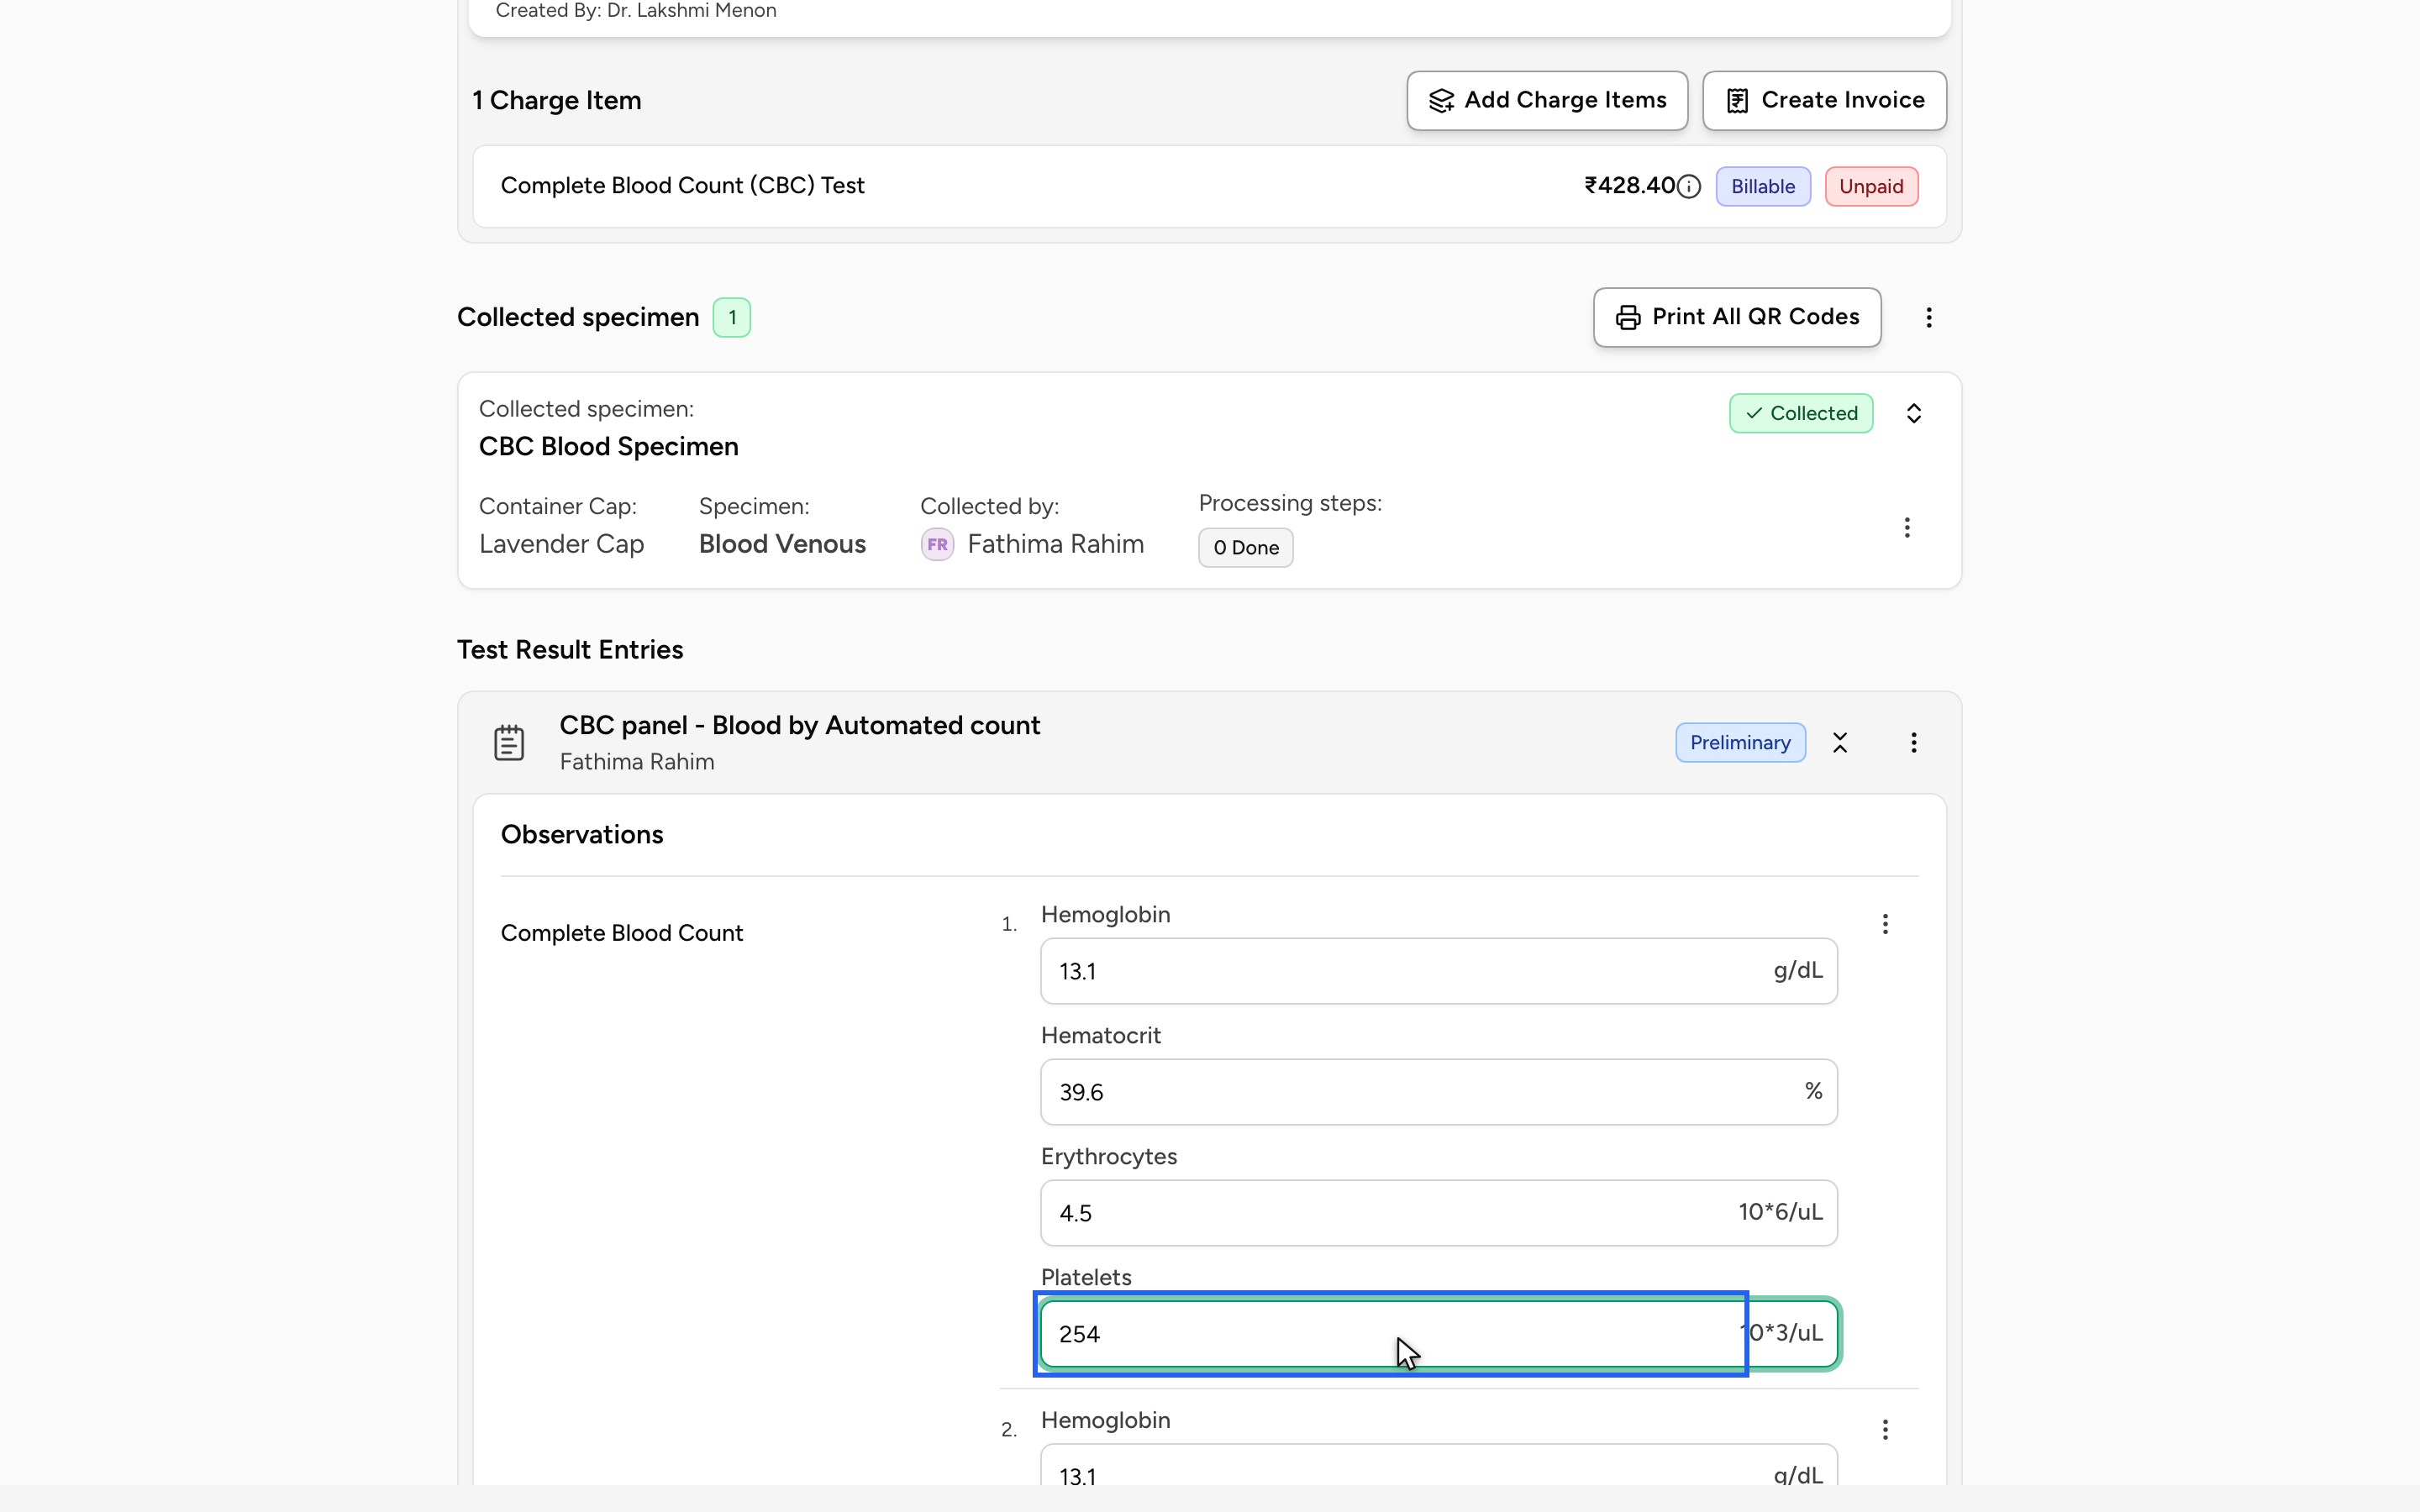 Created By: Dr. Lakshmi Menon
1 Charge Item
Add Charge Items
Create Invoice
Complete Blood Count (CBC) Test
₹428.40
Billable
Unpaid
Collected specimen
1
Print All QR Codes
Collected specimen:
Collected
CBC Blood Specimen
Container Cap:
Lavender Cap
Specimen:
Blood Venous
Collected by:
FR Fathima Rahim
Processing steps:
0 Done
Test Result Entries
CBC panel - Blood by Automated count
Fathima Rahim
Preliminary
Observations
Complete Blood Count
1.
Hemoglobin
13.1 g/dL
Hematocrit
39.6 %
Erythrocytes
4.5 10*6/uL
Platelets
254 10*3/uL
2.
Hemoglobin
13.1 g/dL